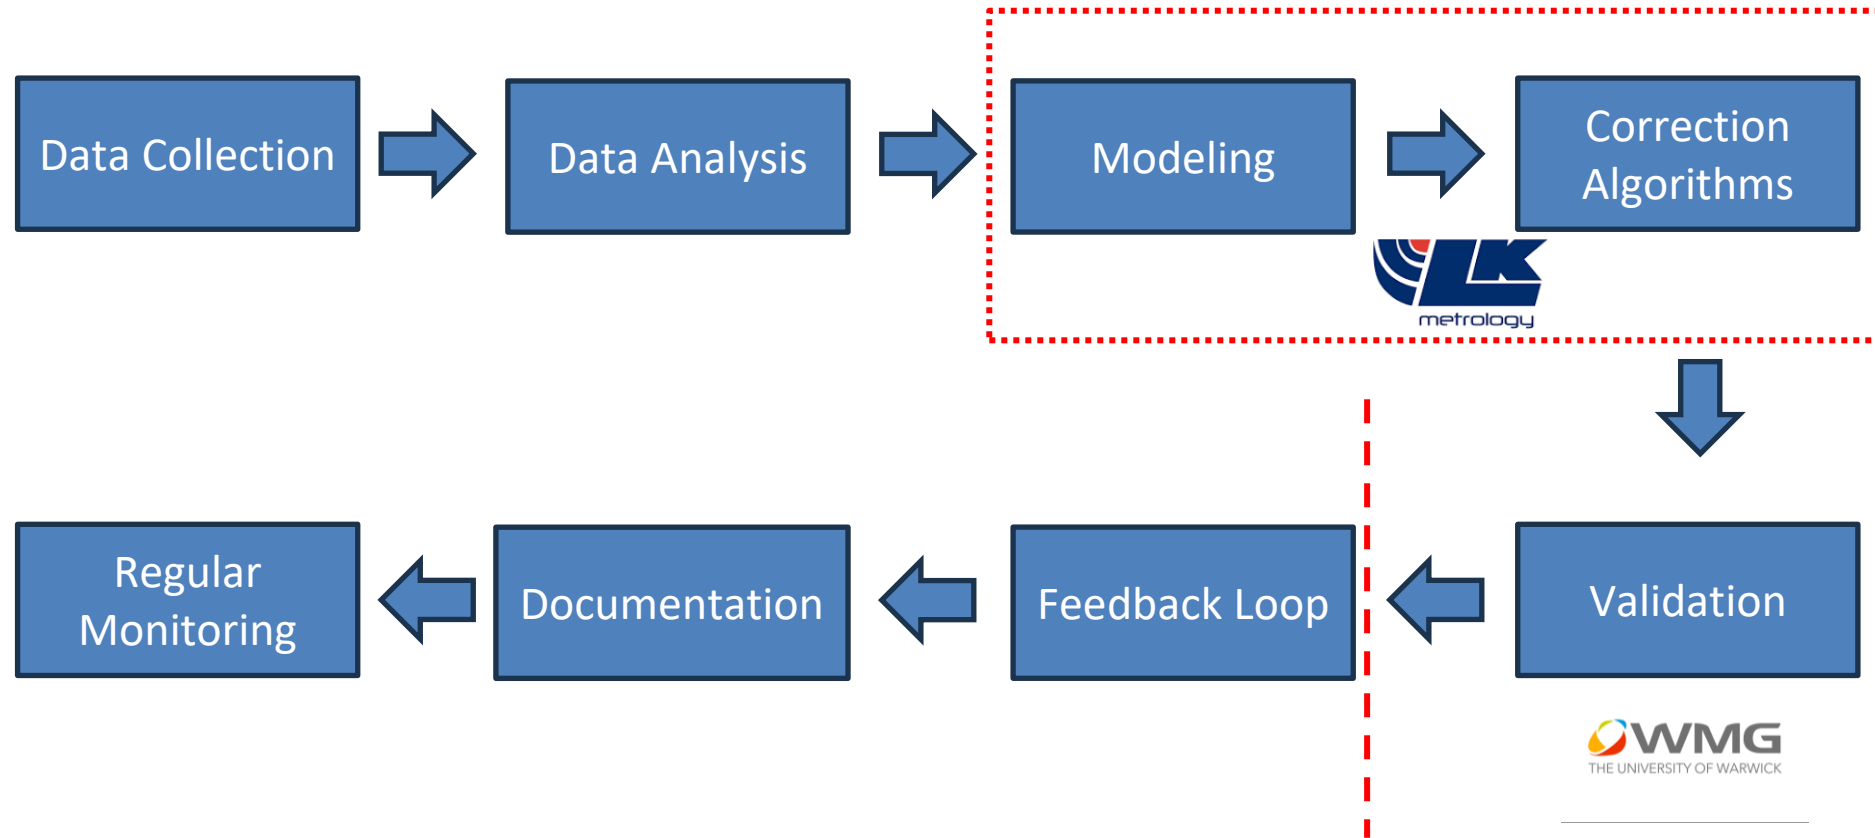 Data Collection
Data Analysis
Modeling
Correction
Algorithms
LK
metrology
Regular
Monitoring
Documentation
Feedback Loop
Validation
WMG
THE UNIVERSITY OF WARWICK